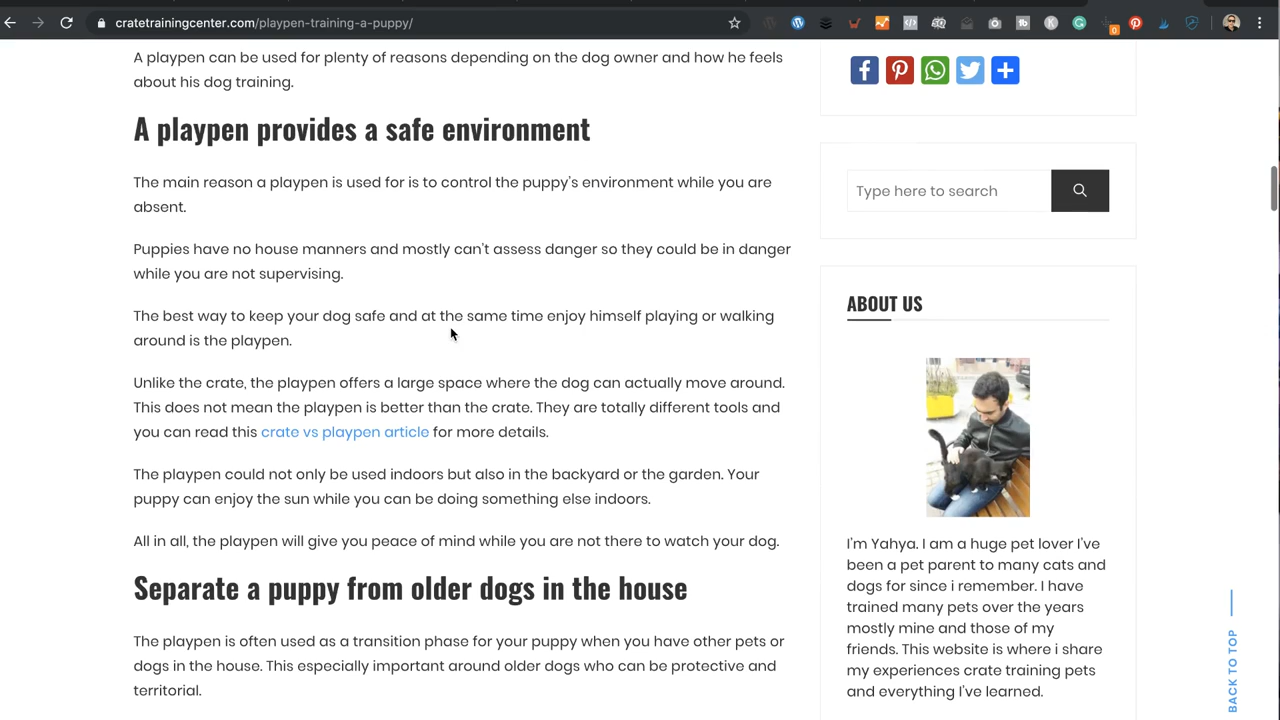 cratetrainingcenter.com/playpen-training-a-puppy/
0
A playpen can be used for plenty of reasons depending on the dog owner and how he feels
about his dog training.
A playpen provides a safe environment
The main reason a playpen is used for is to control the puppy's environment while you are
absent.
Puppies have no house manners and mostly can't assess danger so they could be in danger
while you are not supervising.
The best way to keep your dog safe and at the same time enjoy himself playing or walking
around is the playpen.
Unlike the crate, the playpen offers a large space where the dog can actually move around.
This does not mean the playpen is better than the crate. They are totally different tools and
you can read this crate vs playpen article for more details.
The playpen could not only be used indoors but also in the backyard or the garden. Your
puppy can enjoy the sun while you can be doing something else indoors.
All in all, the playpen will give you peace of mind while you are not there to watch your dog.
Separate a puppy from older dogs in the house
The playpen is often used as a transition phase for your puppy when you have other pets or
dogs in the house. This especially important around older dogs who can be protective and
territorial.
Type here to search
ABOUT US
I'm Yahya. I am a huge pet lover I've
been a pet parent to many cats and
dogs for since i remember. I have
trained many pets over the years
mostly mine and those of my
friends. This website is where i share
my experiences crate training pets
and everything I've learned.
BACK TO TOP